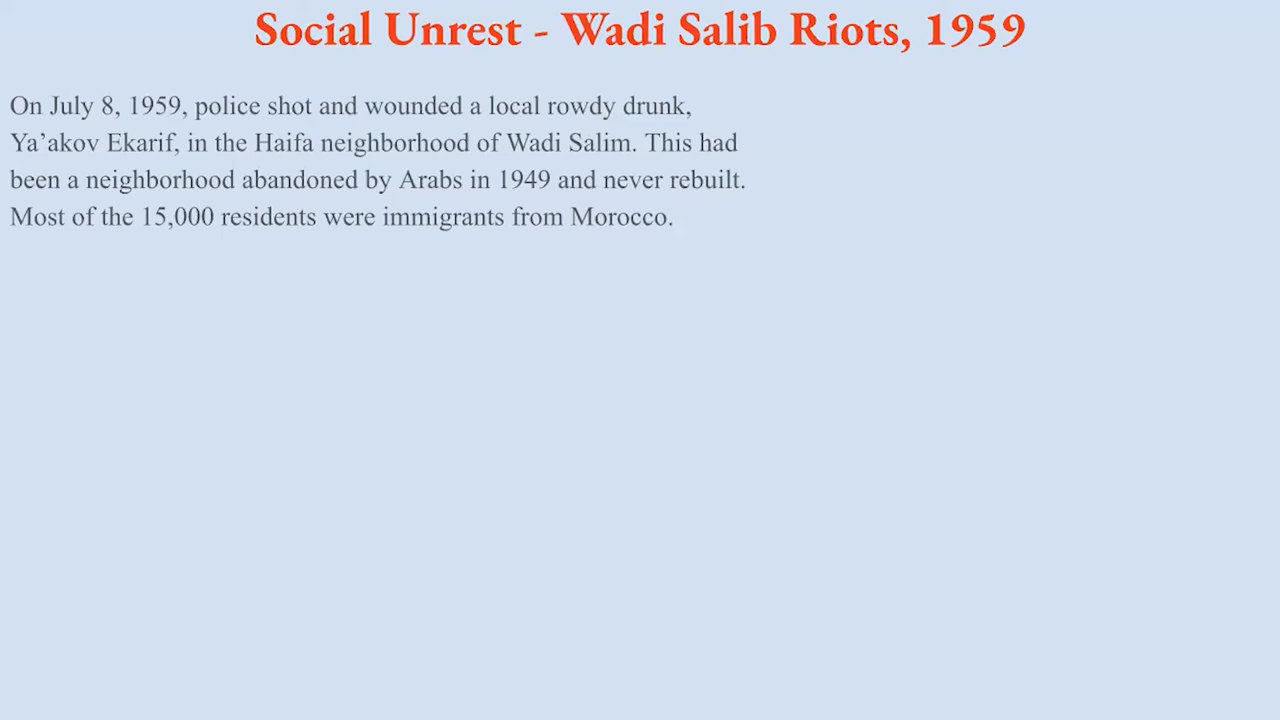 Social Unrest - Wadi Salib Riots, 1959
On July 8, 1959, police shot and wounded a local rowdy drunk,
Ya’akov Ekarif, in the Haifa neighborhood of Wadi Salim. This had
been a neighborhood abandoned by Arabs in 1949 and never rebuilt.
Most of the 15,000 residents were immigrants from Morocco.